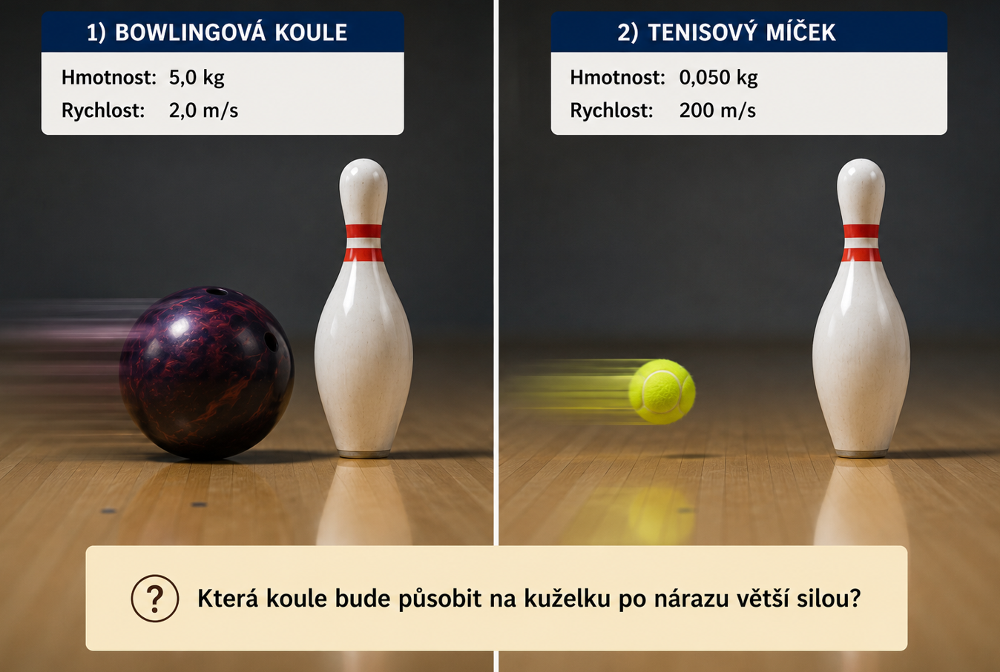 1) BOWLINGOVÁ KOULE
Hmotnost: 5,0 kg
Rychlost: 2,0 m/s
2) TENISOVÝ MÍČEK
Hmotnost: 0,050 kg
Rychlost: 200 m/s
? Která koule bude působit na kuželku po nárazu větší silou?